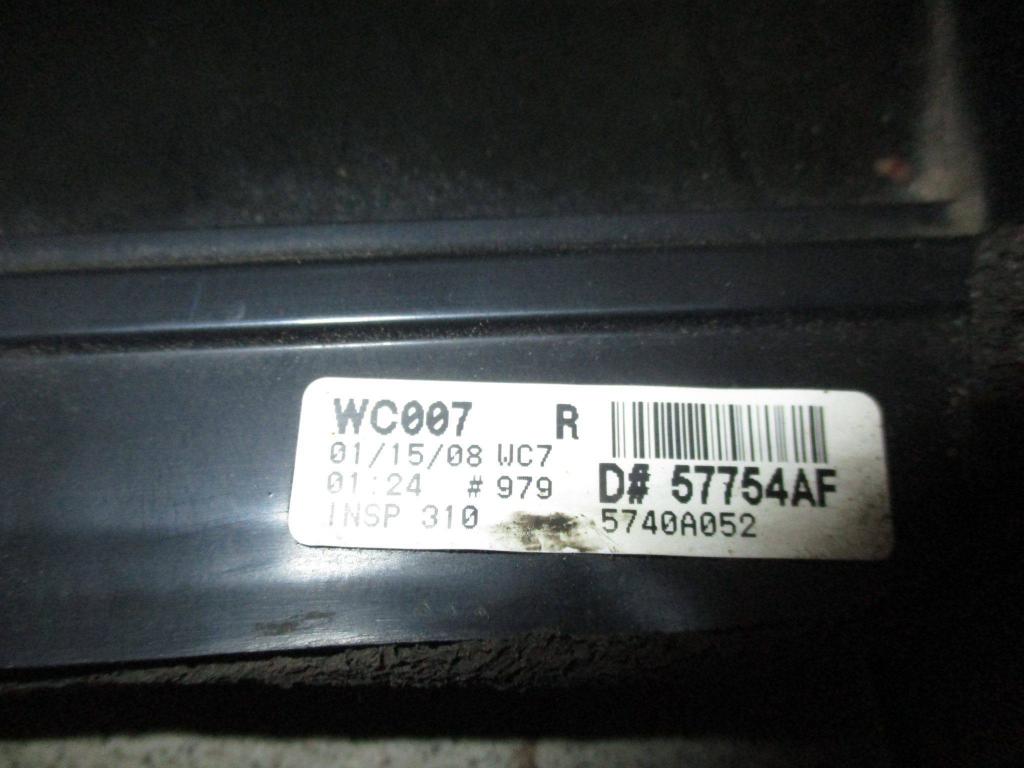 WC007 R
01/15/08 WC7
01:24 # 979 D# 57754AF
INSP 310 5740A052